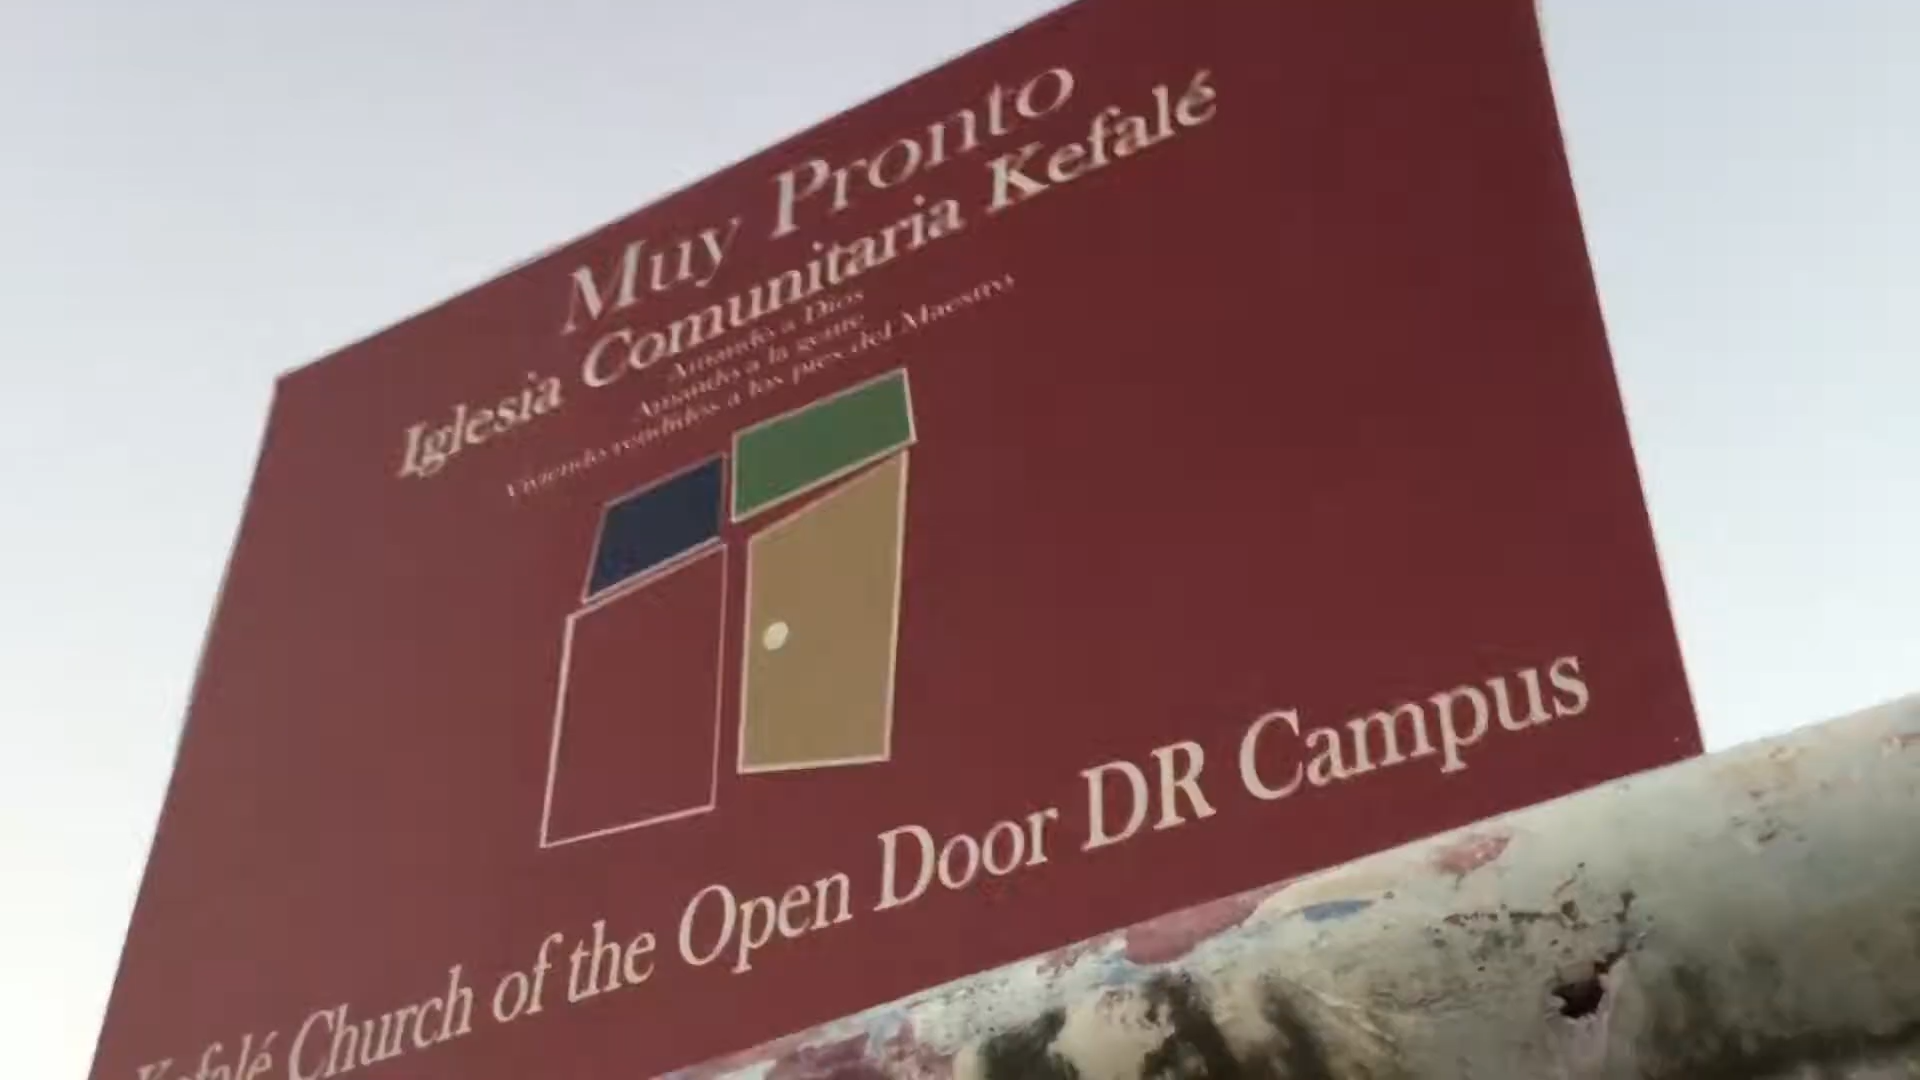 Muy Pronto
Iglesia Comunitaria Kefalé
Amando a Dios
Amando a la gente
Viviendo rendidos a los pies del Maestro
Kefalé Church of the Open Door DR Campus